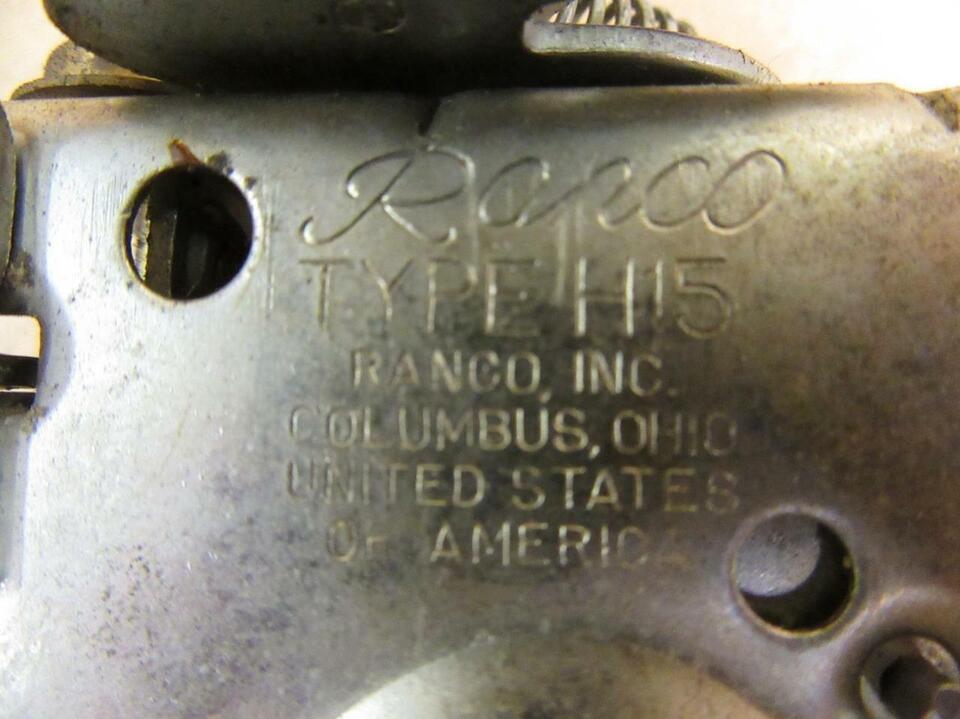 Ranco
TYPE H15
RANCO, INC.
COLUMBUS, OHIO
UNITED STATES
OF AMERICA